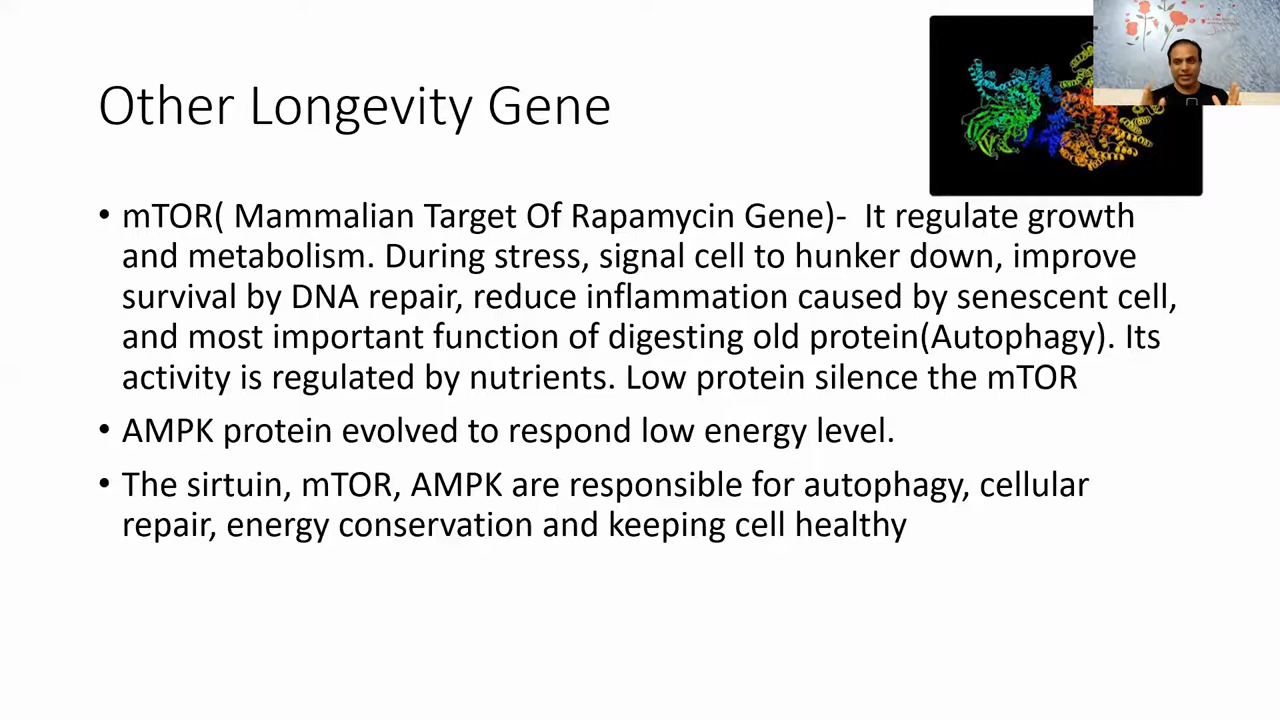 Other Longevity Gene
• mTOR( Mammalian Target Of Rapamycin Gene)- It regulate growth
and metabolism. During stress, signal cell to hunker down, improve
survival by DNA repair, reduce inflammation caused by senescent cell,
and most important function of digesting old protein(Autophagy). Its
activity is regulated by nutrients. Low protein silence the mTOR
• AMPK protein evolved to respond low energy level.
• The sirtuin, mTOR, AMPK are responsible for autophagy, cellular
repair, energy conservation and keeping cell healthy